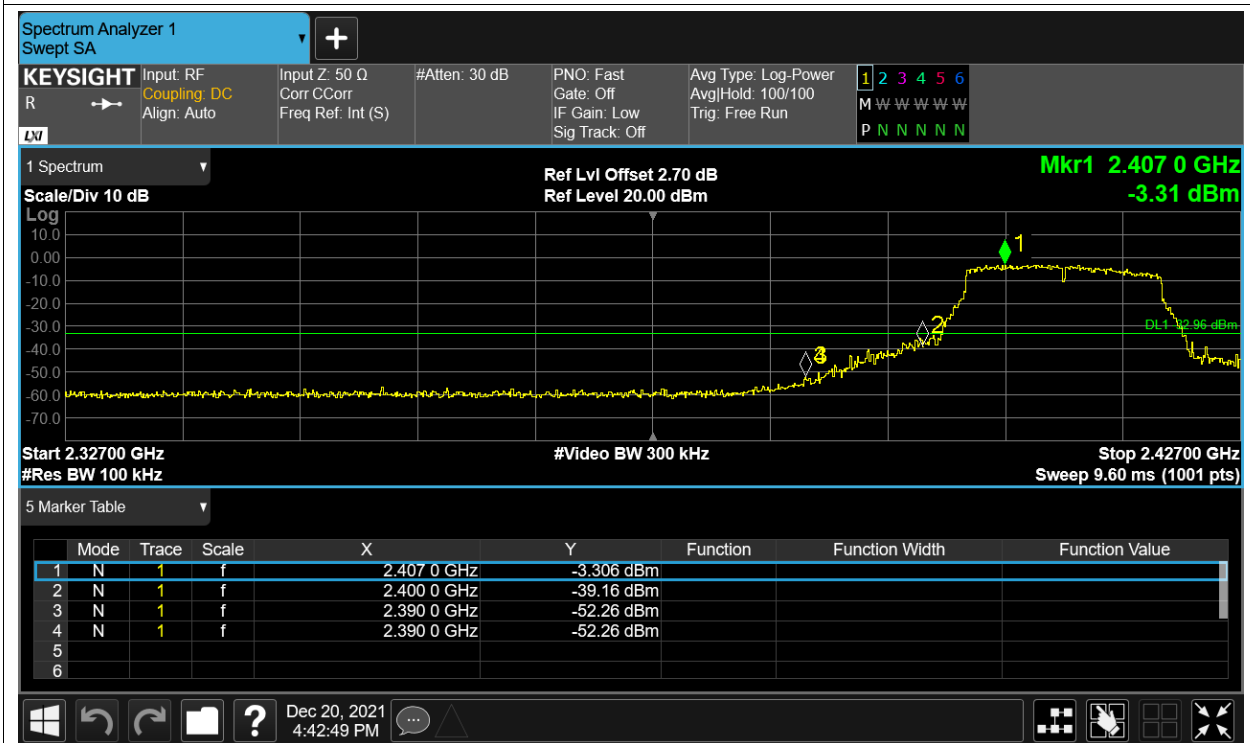 Spectrum Analyzer 1
Swept SA
KEYSIGHT Input: RF Input Z: 50 Ω #Atten: 30 dB PNO: Fast Avg Type: Log-Power 1 2 3 4 5 6
R Coupling: DC Corr CCorr Gate: Off Avg|Hold: 100/100 M W W W W W
Align: Auto Freq Ref: Int (S) IF Gain: Low Trig: Free Run
LXI Sig Track: Off P N N N N N
1 Spectrum Ref Lvl Offset 2.70 dB Mkr1 2.407 0 GHz
Scale/Div 10 dB Ref Level 20.00 dBm -3.31 dBm
Log
10.0 1
0.00
-10.0
-20.0
-30.0 2 DL1 -32.96 dBm
-40.0
-50.0
-60.0
-70.0
Start 2.32700 GHz #Video BW 300 kHz Stop 2.42700 GHz
#Res BW 100 kHz Sweep 9.60 ms (1001 pts)
5 Marker Table
Mode Trace Scale X Y Function Function Width Function Value
1 N 1 f 2.407 0 GHz -3.306 dBm
2 N 1 f 2.400 0 GHz -39.16 dBm
3 N 1 f 2.390 0 GHz -52.26 dBm
4 N 1 f 2.390 0 GHz -52.26 dBm
5
6
? Dec 20, 2021
4:42:49 PM